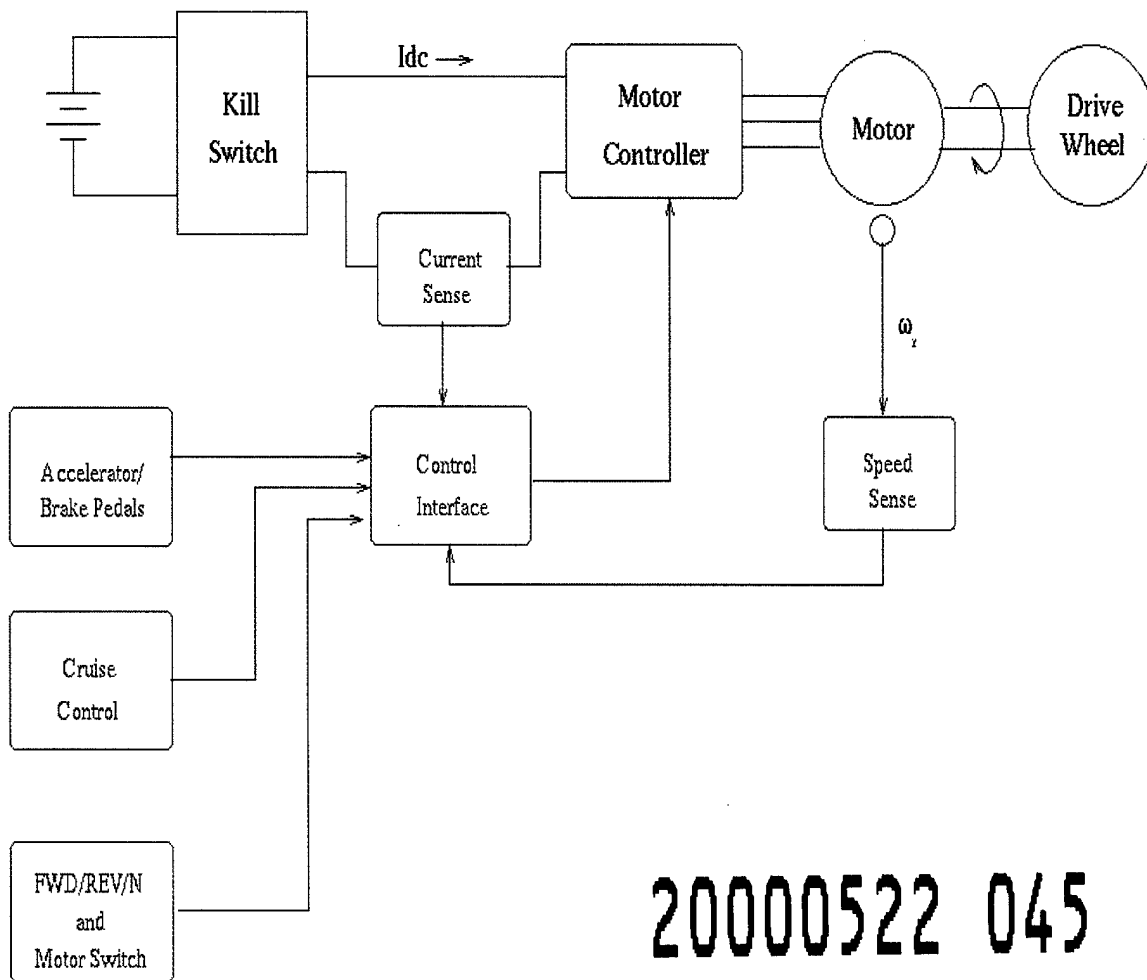 Idc
Kill
Switch
Motor
Controller
Motor
Drive
Wheel
Current
Sense
Accelerator/
Brake Pedals
Control
Interface
Speed
Sense
Cruise
Control
FWD/REV/N
and
Motor Switch
20000522 045